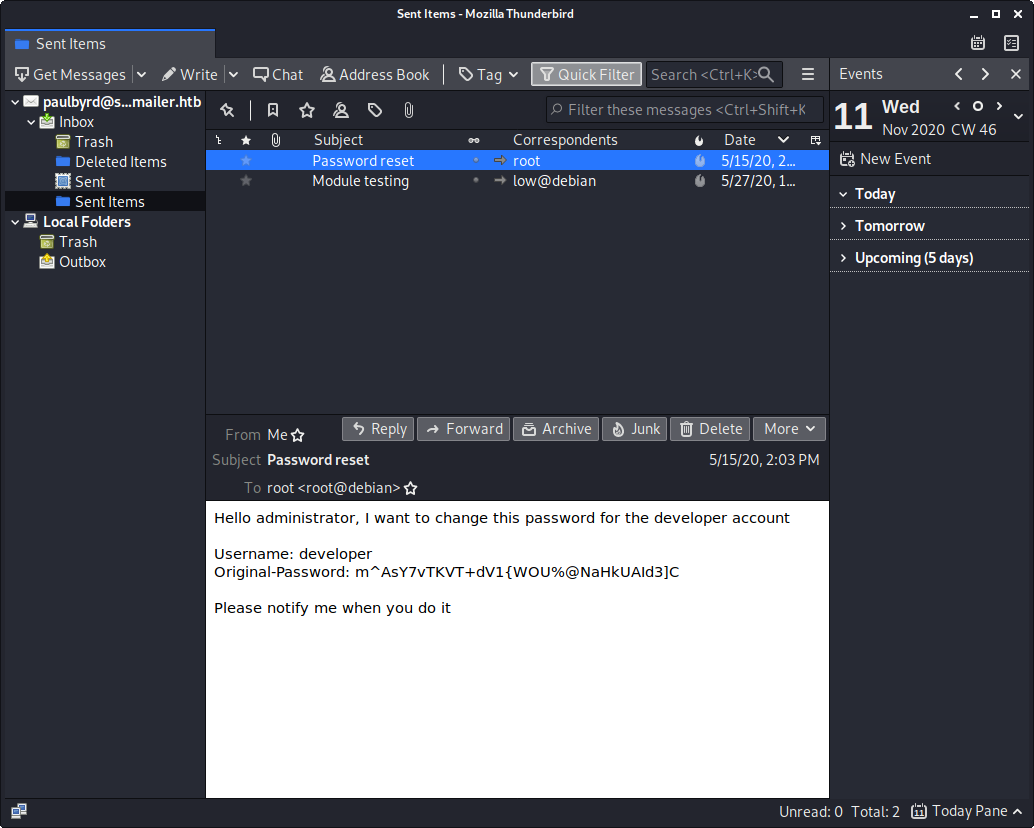 Sent Items - Mozilla Thunderbird
Sent Items
Get Messages Write Chat Address Book Tag Quick Filter Search <Ctrl+K>
Events
paulbyrd@s...mailer.htb
Inbox
Trash
Deleted Items
Sent
Sent Items
Local Folders
Trash
Outbox
Filter these messages <Ctrl+Shift+K
Subject Correspondents Date
Password reset root 5/15/20, 2...
Module testing low@debian 5/27/20, 1...
From Me Reply Forward Archive Junk Delete More
Subject Password reset 5/15/20, 2:03 PM
To root <root@debian>
Hello administrator, I want to change this password for the developer account
Username: developer
Original-Password: m^AsY7vTKVT+dV1{WOU%@NaHkUAId3]C
Please notify me when you do it
11 Wed
Nov 2020 CW 46
New Event
Today
Tomorrow
Upcoming (5 days)
Unread: 0 Total: 2 11 Today Pane